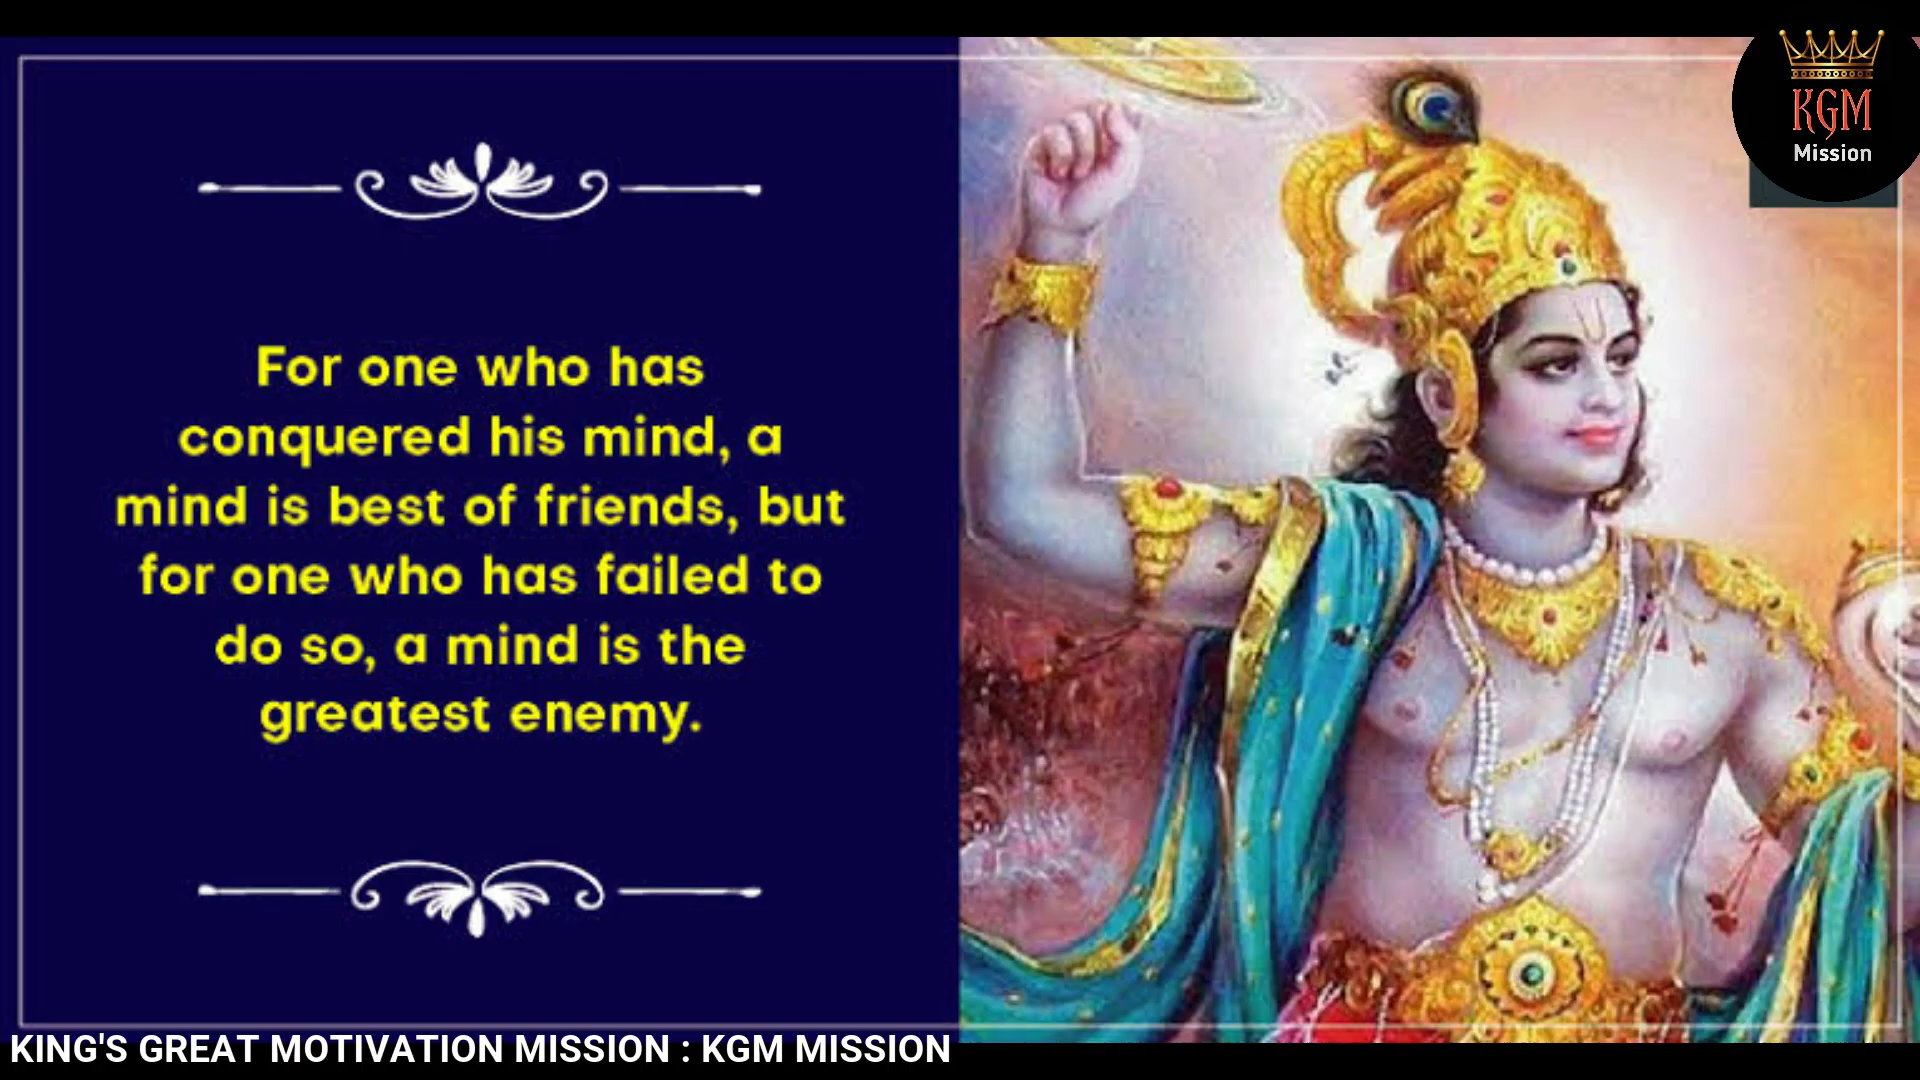 KGM
Mission
For one who has
conquered his mind, a
mind is best of friends, but
for one who has failed to
do so, a mind is the
greatest enemy.
KING'S GREAT MOTIVATION MISSION : KGM MISSION